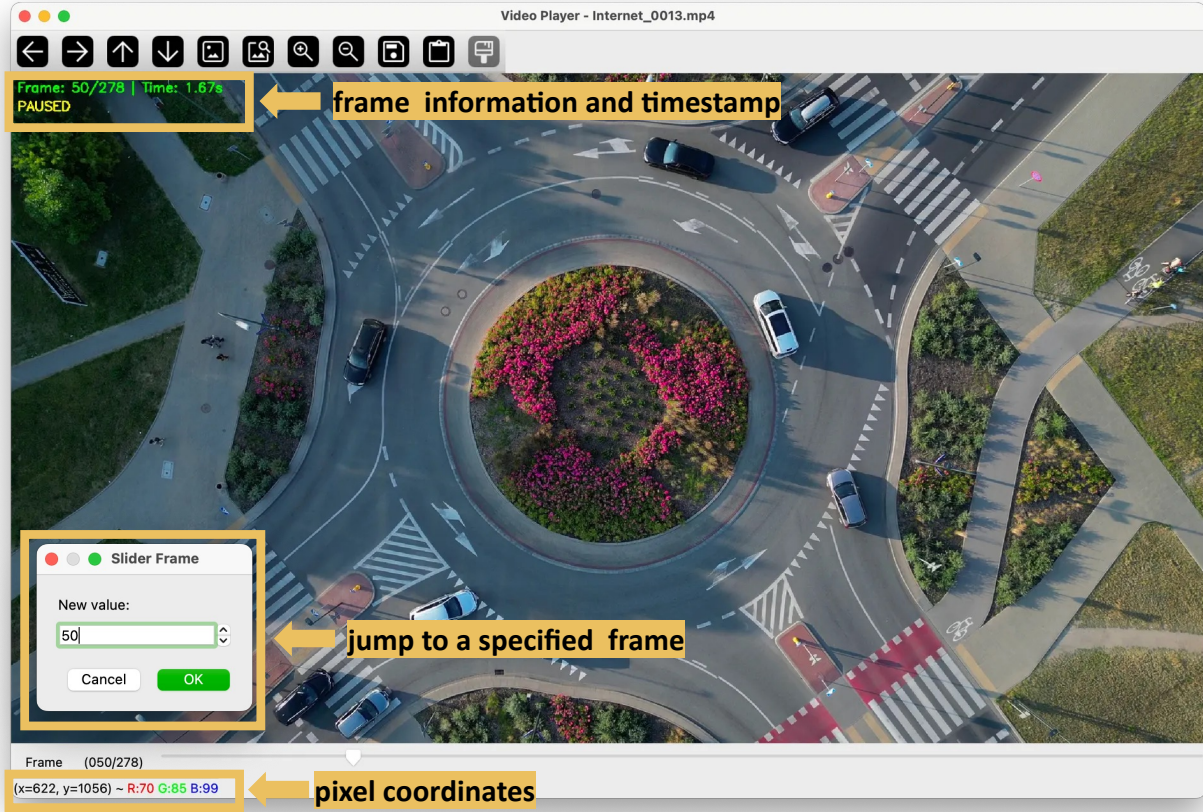 Video Player - Internet_0013.mp4
Frame: 50/278 | Time: 1.67s
PAUSED
frame information and timestamp
Slider Frame
New value:
50
Cancel
OK
jump to a specified frame
Frame (050/278)
(x=622, y=1056) ~ R:70 G:85 B:99
pixel coordinates